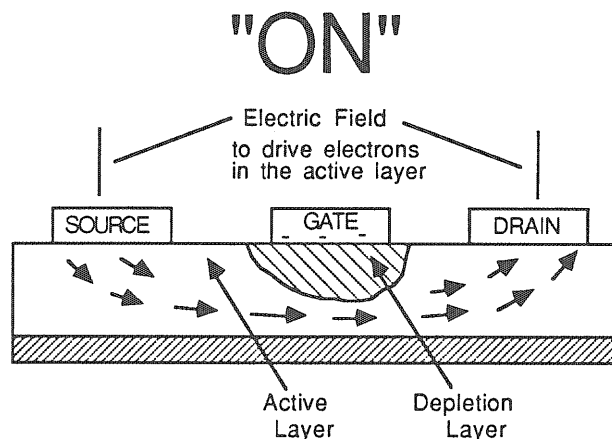 "ON"
Electric Field
to drive electrons
in the active layer
SOURCE
GATE
DRAIN
Active
Layer
Depletion
Layer